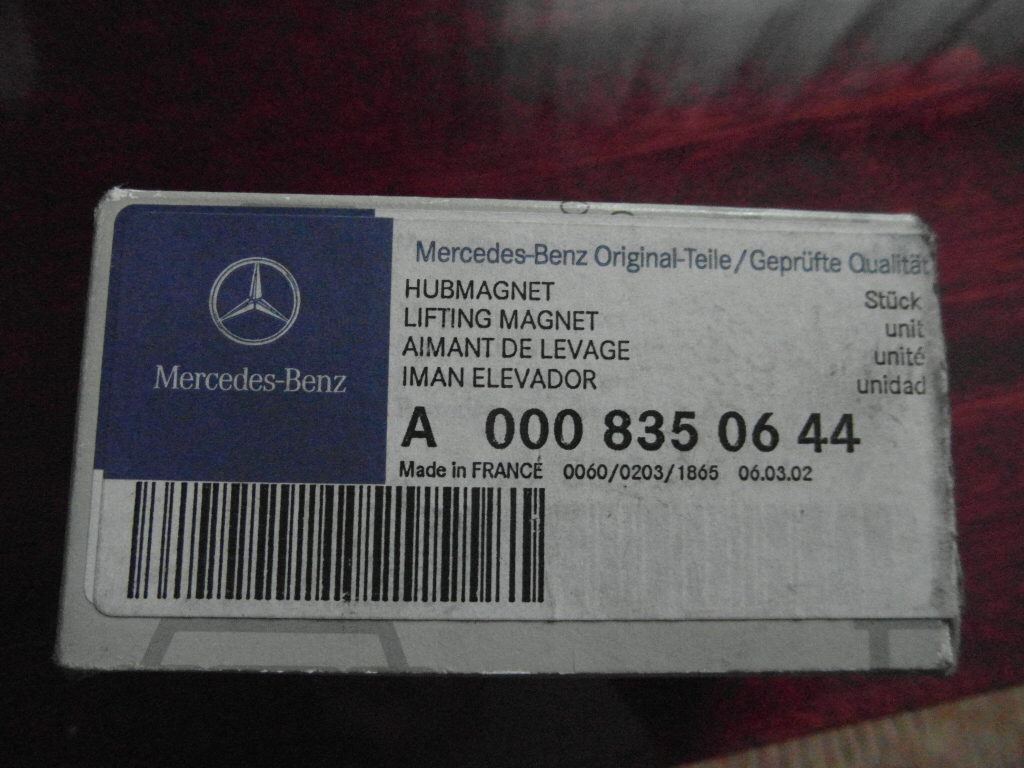 Mercedes-Benz
Mercedes-Benz Original-Teile/Geprüfte Qualität
HUBMAGNET Stück
LIFTING MAGNET unit
AIMANT DE LEVAGE unité
IMAN ELEVADOR unidad
A 000 835 06 44
Made in FRANCE 0060/0203/1865 06.03.02